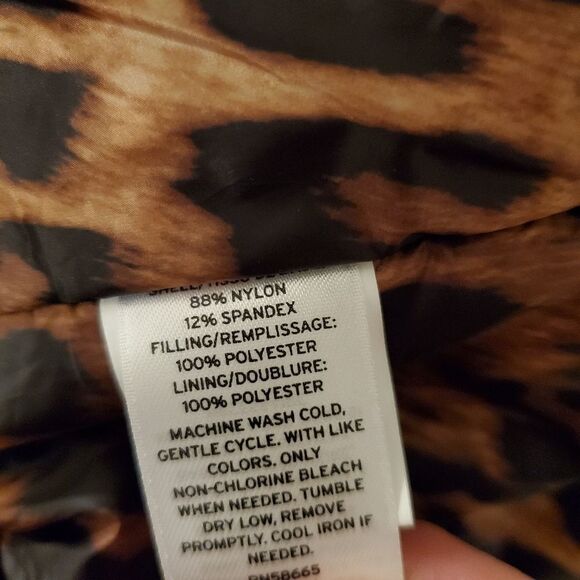 88% NYLON
12% SPANDEX
FILLING/REMPLISSAGE:
100% POLYESTER
LINING/DOUBLURE:
100% POLYESTER
MACHINE WASH COLD,
GENTLE CYCLE. WITH LIKE
COLORS. ONLY
NON-CHLORINE BLEACH
WHEN NEEDED. TUMBLE
DRY LOW, REMOVE
PROMPTLY. COOL IRON IF
NEEDED.
RN58665